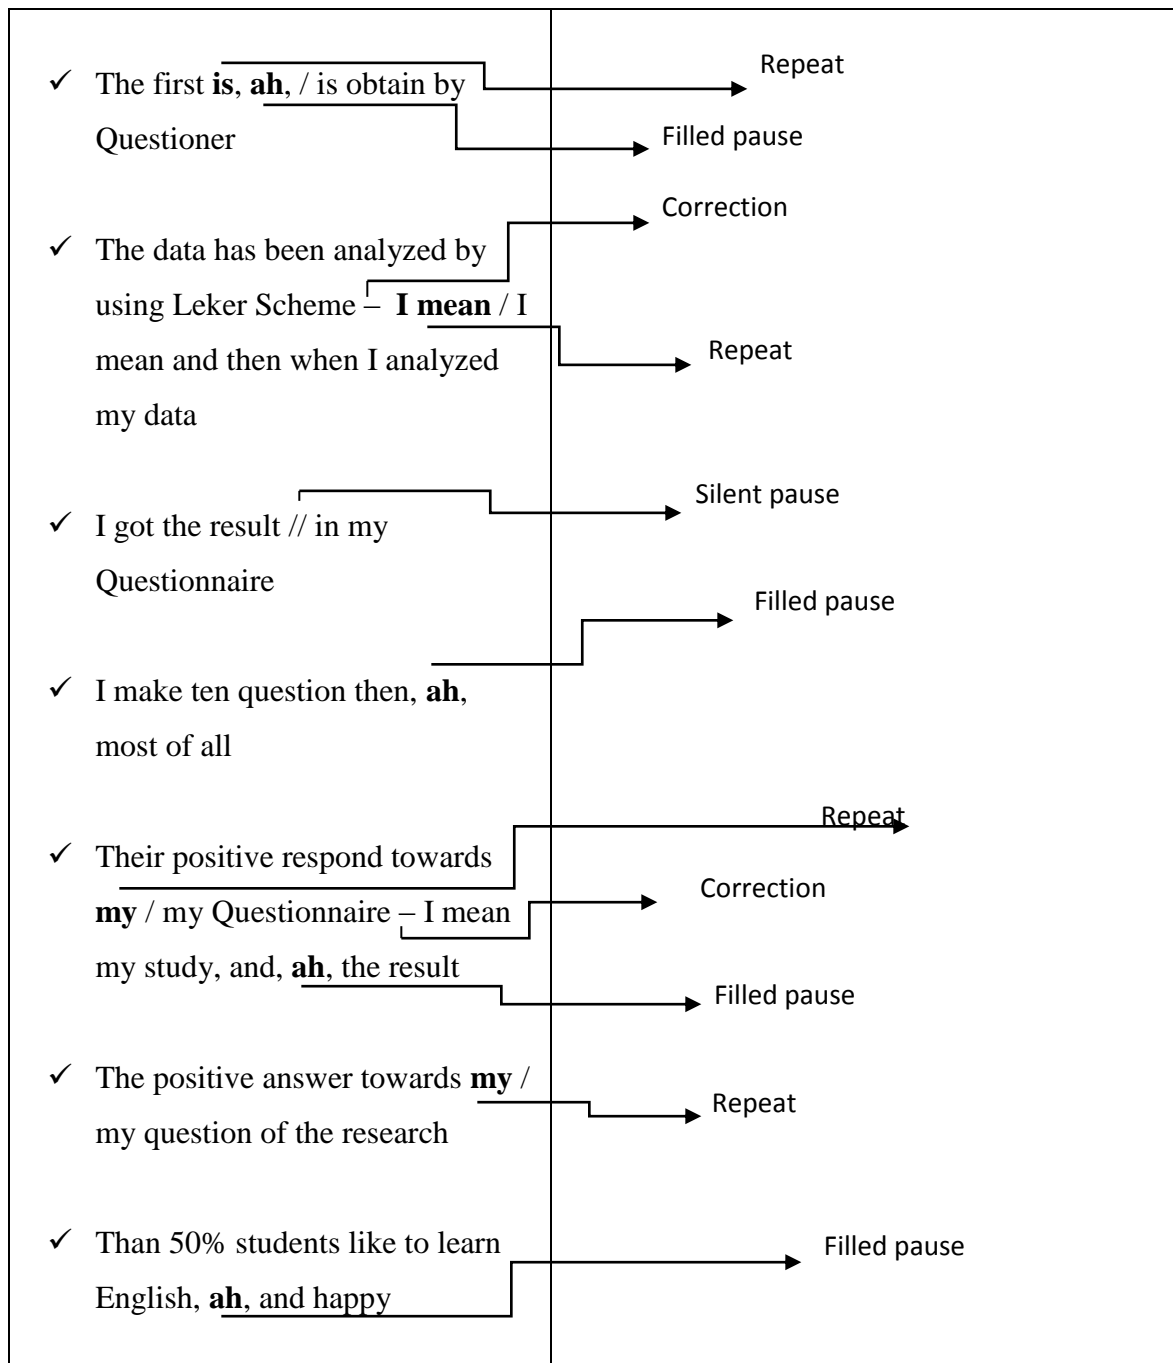 ✓ The first is, ah, / is obtain by
Questioner
Repeat
Filled pause
Correction
✓ The data has been analyzed by
using Leker Scheme – I mean / I
mean and then when I analyzed
my data
Repeat
Silent pause
✓ I got the result // in my
Questionnaire
Filled pause
✓ I make ten question then, ah,
most of all
Repeat
✓ Their positive respond towards
my / my Questionnaire – I mean
my study, and, ah, the result
Correction
Filled pause
✓ The positive answer towards my /
my question of the research
Repeat
✓ Than 50% students like to learn
English, ah, and happy
Filled pause